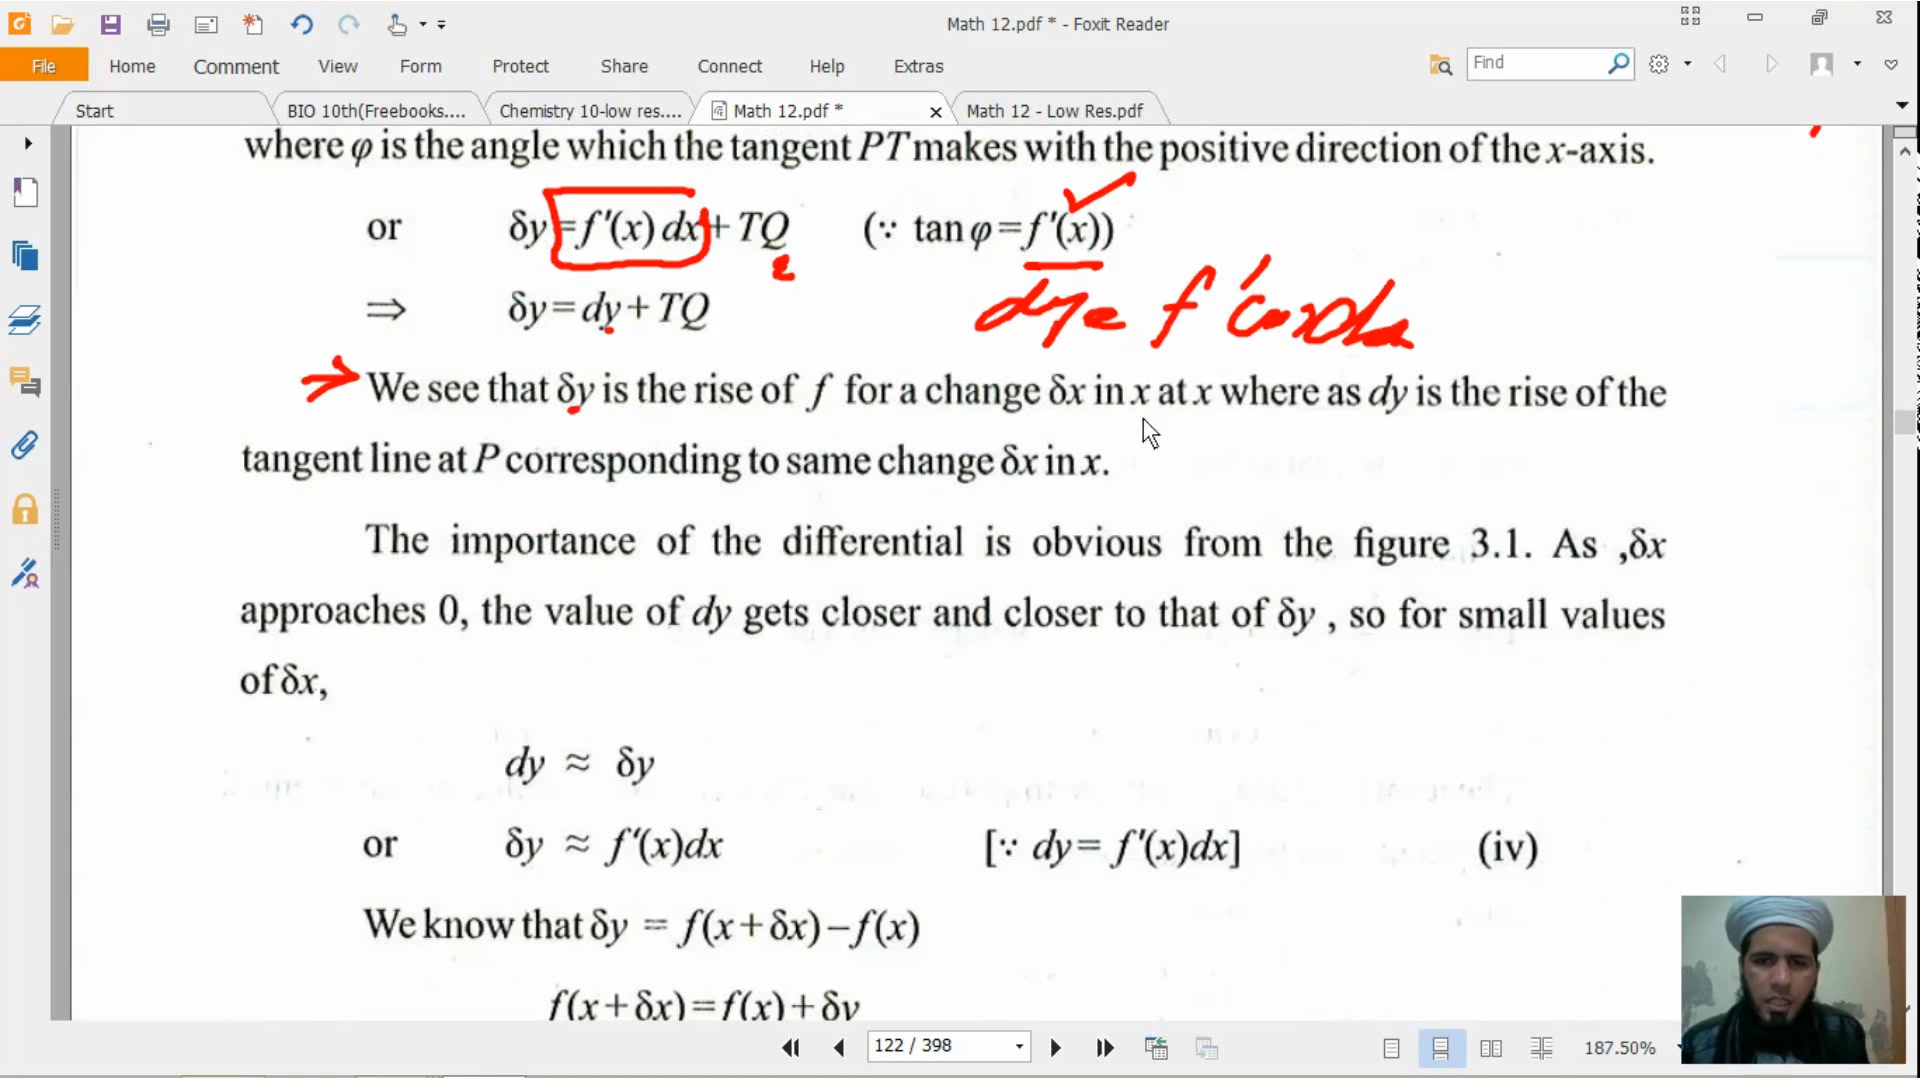 Math 12.pdf * - Foxit Reader
File Home Comment View Form Protect Share Connect Help Extras Find
Start BIO 10th(Freebooks.... Chemistry 10-low res.... Math 12.pdf * Math 12 - Low Res.pdf
where φ is the angle which the tangent PT makes with the positive direction of the x-axis.
or δy = f′(x) dx + TQ (∵ tan φ = f′(x))
⇒ δy = dy + TQ
dy = f′(x)dx
We see that δy is the rise of f for a change δx in x at x where as dy is the rise of the
tangent line at P corresponding to same change δx in x.
The importance of the differential is obvious from the figure 3.1. As ,δx
approaches 0, the value of dy gets closer and closer to that of δy , so for small values
of δx,
dy ≈ δy
or δy ≈ f′(x)dx [∵ dy = f′(x)dx] (iv)
We know that δy = f(x+δx)−f(x)
f(x+δx)=f(x)+δy
122 / 398 187.50%